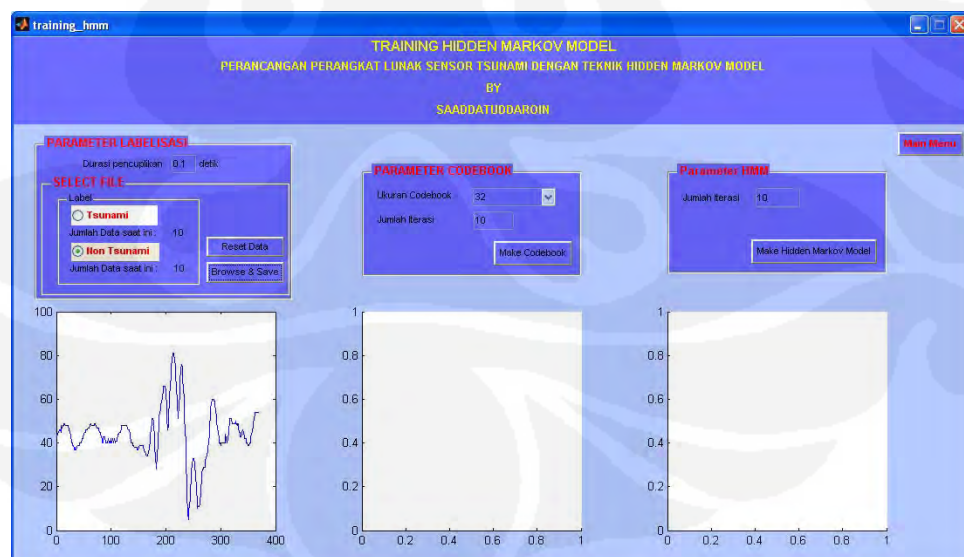 training_hmm
TRAINING HIDDEN MARKOV MODEL
PERANCANGAN PERANGKAT LUNAK SENSOR TSUNAMI DENGAN TEKNIK HIDDEN MARKOV MODEL
BY
SAADDATUDDAROIN
Main Menu
PARAMETER LABELISASI
Durasi pencuplikan 0.1 detik
SELECT FILE
Label
Tsunami
Jumlah Data saat ini : 10
Non Tsunami
Jumlah Data saat ini : 10
Reset Data
Browse & Save
PARAMETER CODEBOOK
Ukuran Codebook 32
Jumlah Iterasi 10
Make Codebook
Parameter HMM
Jumlah Iterasi 10
Make Hidden Markov Model
100
80
60
40
20
0
0 100 200 300 400
1
0.8
0.6
0.4
0.2
0
0 0.2 0.4 0.6 0.8 1
1
0.8
0.6
0.4
0.2
0
0 0.2 0.4 0.6 0.8 1